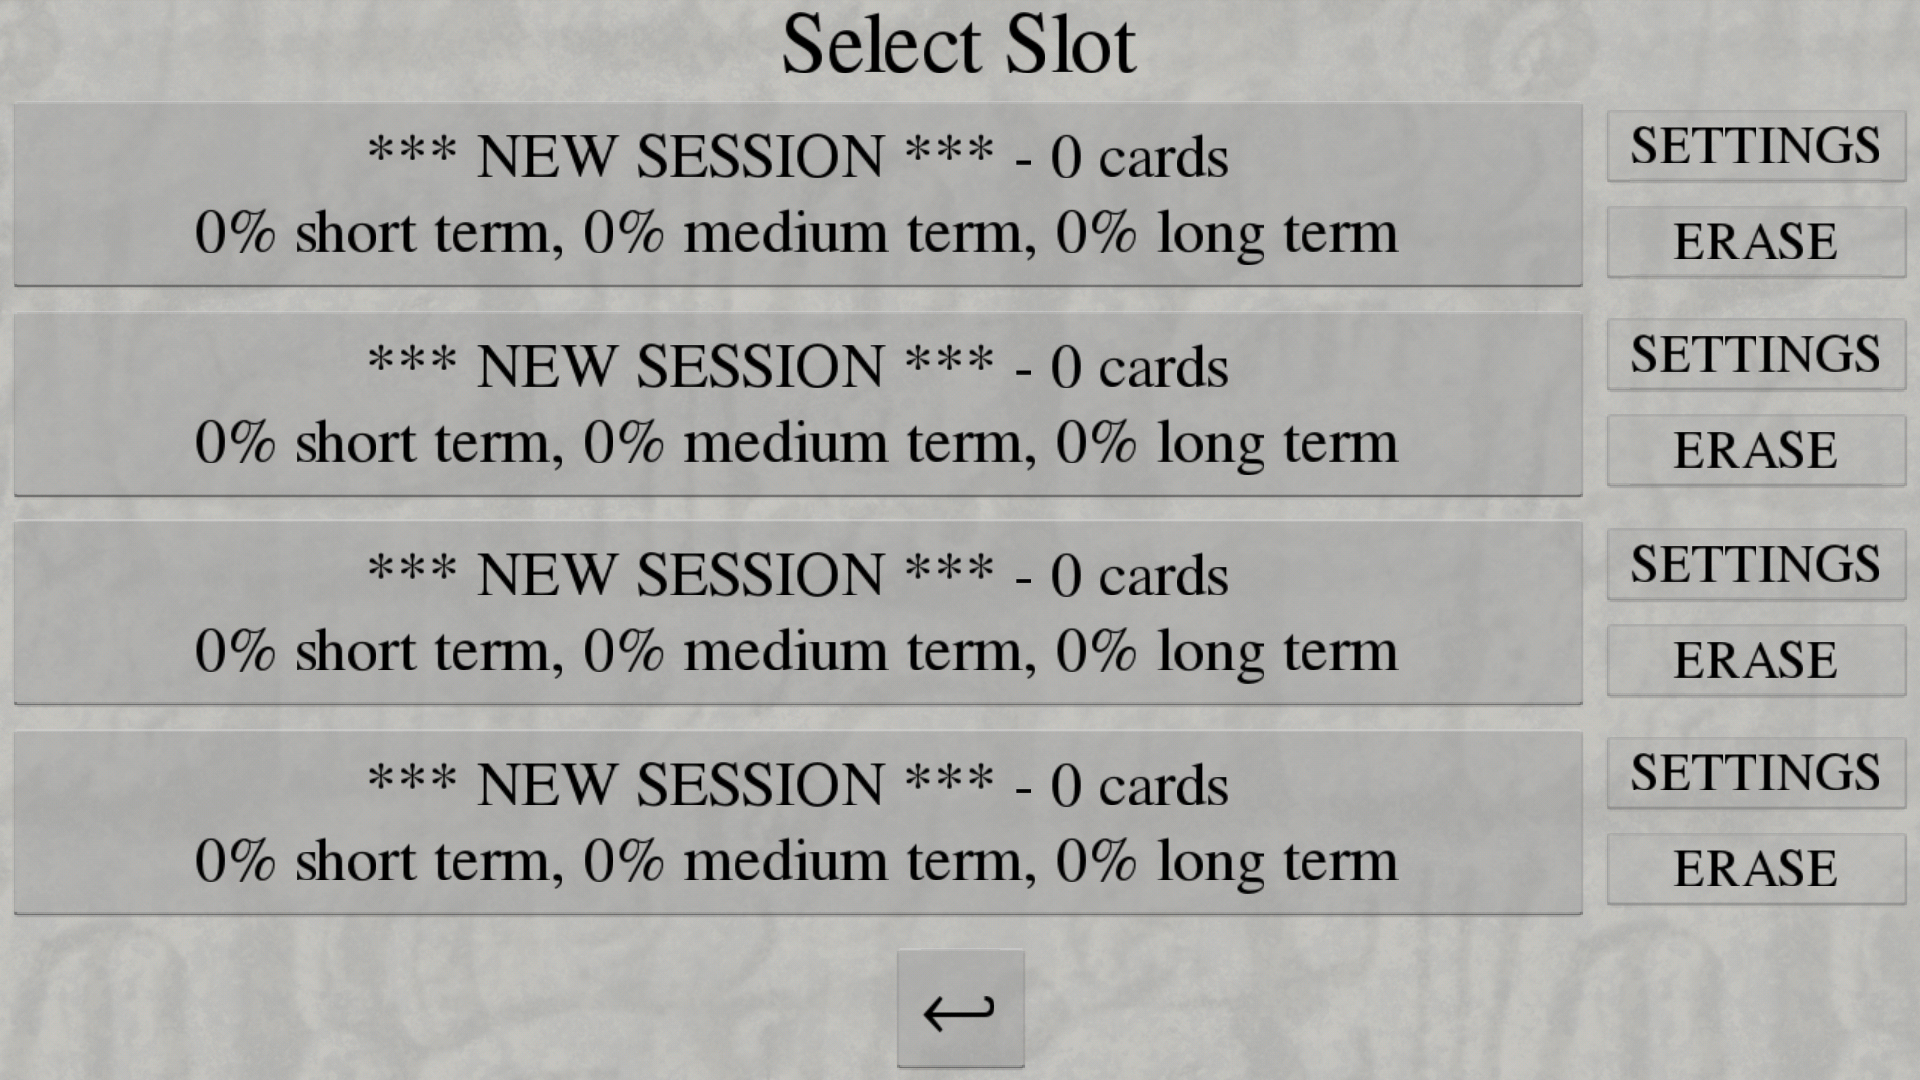 Select Slot
*** NEW SESSION *** - 0 cards
0% short term, 0% medium term, 0% long term
SETTINGS
ERASE
*** NEW SESSION *** - 0 cards
0% short term, 0% medium term, 0% long term
SETTINGS
ERASE
*** NEW SESSION *** - 0 cards
0% short term, 0% medium term, 0% long term
SETTINGS
ERASE
*** NEW SESSION *** - 0 cards
0% short term, 0% medium term, 0% long term
SETTINGS
ERASE